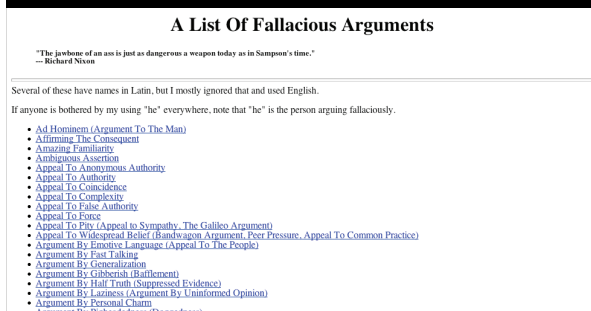 A List Of Fallacious Arguments
"The jawbone of an ass is just as dangerous a weapon today as in Sampson's time."
--- Richard Nixon
Several of these have names in Latin, but I mostly ignored that and used English.
If anyone is bothered by my using "he" everywhere, note that "he" is the person arguing fallaciously.
Ad Hominem (Argument To The Man)
Affirming The Consequent
Amazing Familiarity
Ambiguous Assertion
Appeal To Anonymous Authority
Appeal To Authority
Appeal To Coincidence
Appeal To Complexity
Appeal To False Authority
Appeal To Force
Appeal To Pity (Appeal to Sympathy, The Galileo Argument)
Appeal To Widespread Belief (Bandwagon Argument, Peer Pressure, Appeal To Common Practice)
Argument By Emotive Language (Appeal To The People)
Argument By Fast Talking
Argument By Generalization
Argument By Gibberish (Bafflement)
Argument By Half Truth (Suppressed Evidence)
Argument By Laziness (Argument By Uninformed Opinion)
Argument By Personal Charm